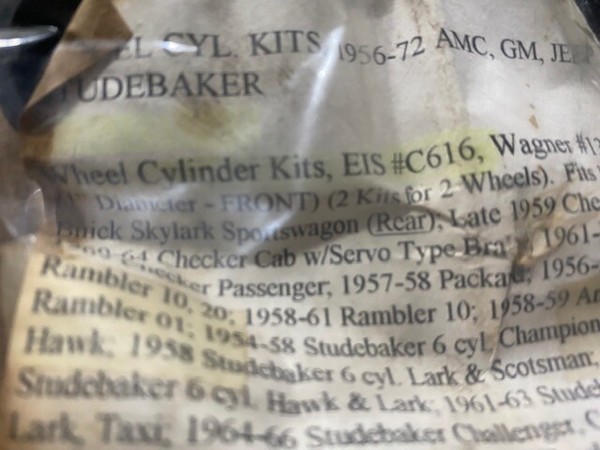 EL CYL. KITS 1956-72 AMC, GM, JE
STUDEBAKER
Wheel Cylinder Kits, EIS #C616, Wagner #13
Diameter - FRONT) (2 Kits for 2 Wheels). Fits
Buick Skylark Sportswagon (Rear), Late 1959 Che
-64 Checker Cab w/Servo Type Bra 1961-
ecker Passenger, 1957-58 Packard, 1956-
Rambler 10, 20; 1958-61 Rambler 10; 1958-59 Am
Rambler 01; 1954-58 Studebaker 6 cyl. Champion
Hawk; 1958 Studebaker 6 cyl. Lark & Scotsman;
Studebaker 6 cyl. Hawk & Lark; 1961-63 Stude
Lark, Taxi; 1964-66 Studebaker Challenger, C